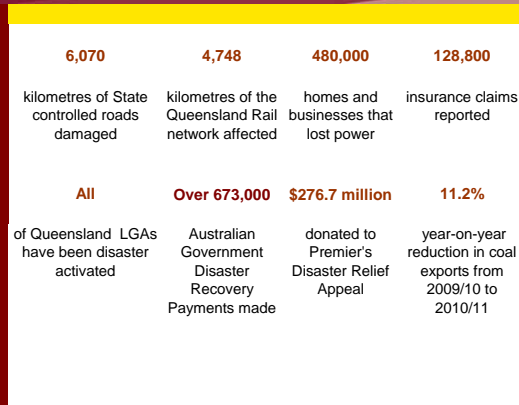 6,070 4,748 480,000 128,800
kilometres of State kilometres of the homes and insurance claims
controlled roads Queensland Rail businesses that reported
damaged network affected lost power
All Over 673,000 $276.7 million 11.2%
of Queensland LGAs Australian donated to year-on-year
have been disaster Government Premier's reduction in coal
activated Disaster Disaster Relief exports from
Recovery Appeal 2009/10 to
Payments made 2010/11